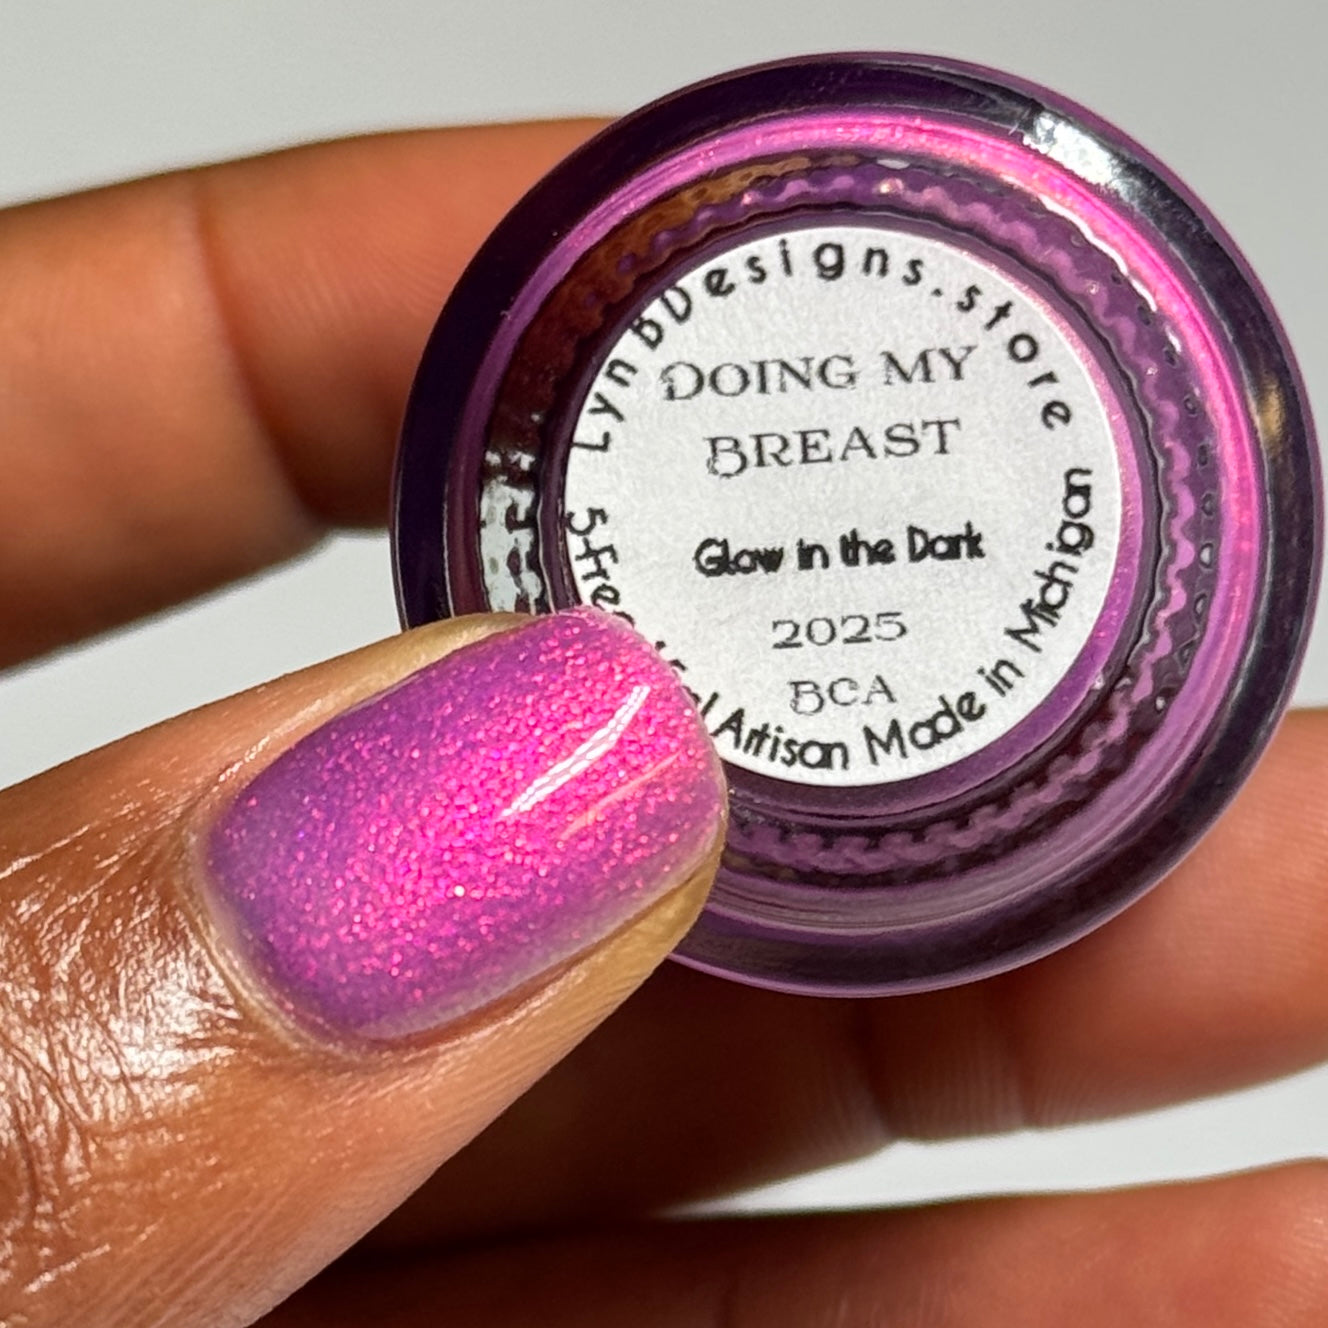 LynBDesigns.store
DOING MY
BREAST
Glow in the Dark
2025
BCA
Artisan Made in Michigan